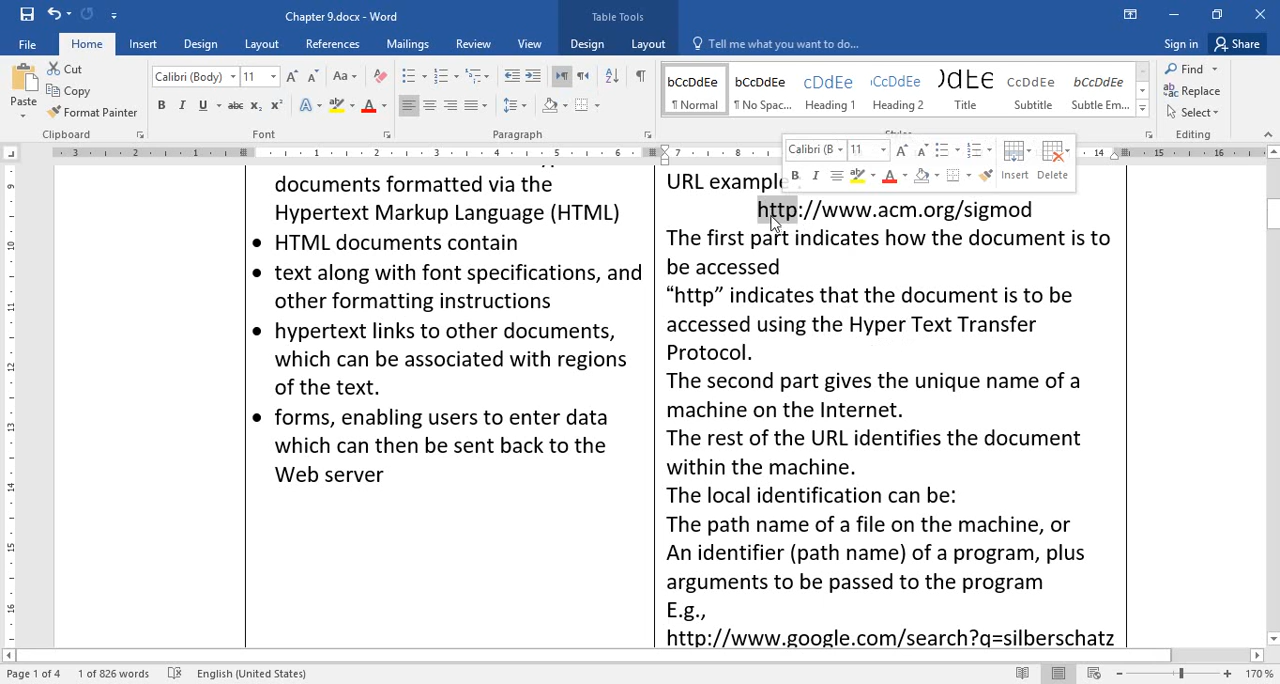 Chapter 9.docx - Word
Table Tools
File Home Insert Design Layout References Mailings Review View Design Layout Tell me what you want to do... Sign in Share
Paste
Cut
Copy
Format Painter
Calibri (Body) 11
Find
Replace
Select
bCcDdEe bCcDdEe cDdEe cCcDdEe DdEe CcDdEe bCcDdEe
¶ Normal ¶ No Spac... Heading 1 Heading 2 Title Subtitle Subtle Em...
Clipboard Font Paragraph Editing
Calibri (B 11
Insert Delete
documents formatted via the
Hypertext Markup Language (HTML)
• HTML documents contain
• text along with font specifications, and
other formatting instructions
• hypertext links to other documents,
which can be associated with regions
of the text.
• forms, enabling users to enter data
which can then be sent back to the
Web server
URL example
http://www.acm.org/sigmod
The first part indicates how the document is to
be accessed
“http” indicates that the document is to be
accessed using the Hyper Text Transfer
Protocol.
The second part gives the unique name of a
machine on the Internet.
The rest of the URL identifies the document
within the machine.
The local identification can be:
The path name of a file on the machine, or
An identifier (path name) of a program, plus
arguments to be passed to the program
E.g.,
http://www.google.com/search?q=silberschatz
Page 1 of 4 1 of 826 words English (United States) 170 %